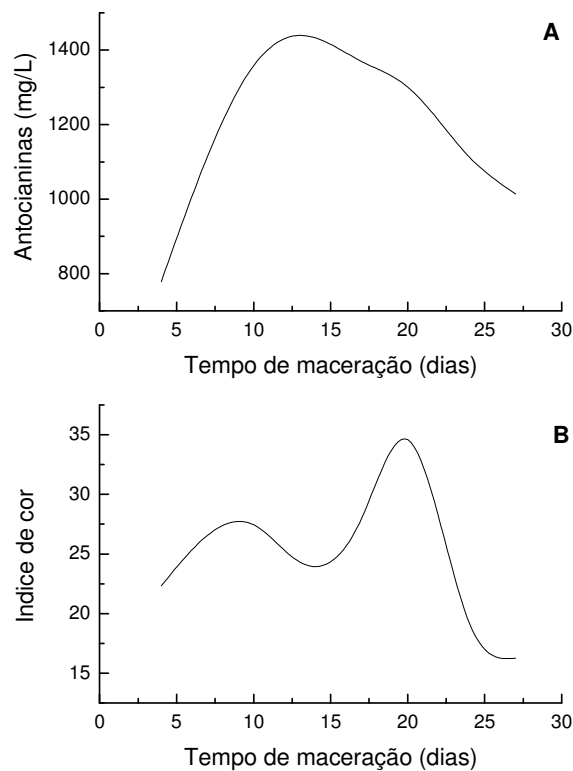 A
1400
1200
1000
800
Antocianinas (mg/L)
0 5 10 15 20 25 30
Tempo de maceração (dias)
B
35
30
25
20
15
Indice de cor
0 5 10 15 20 25 30
Tempo de maceração (dias)